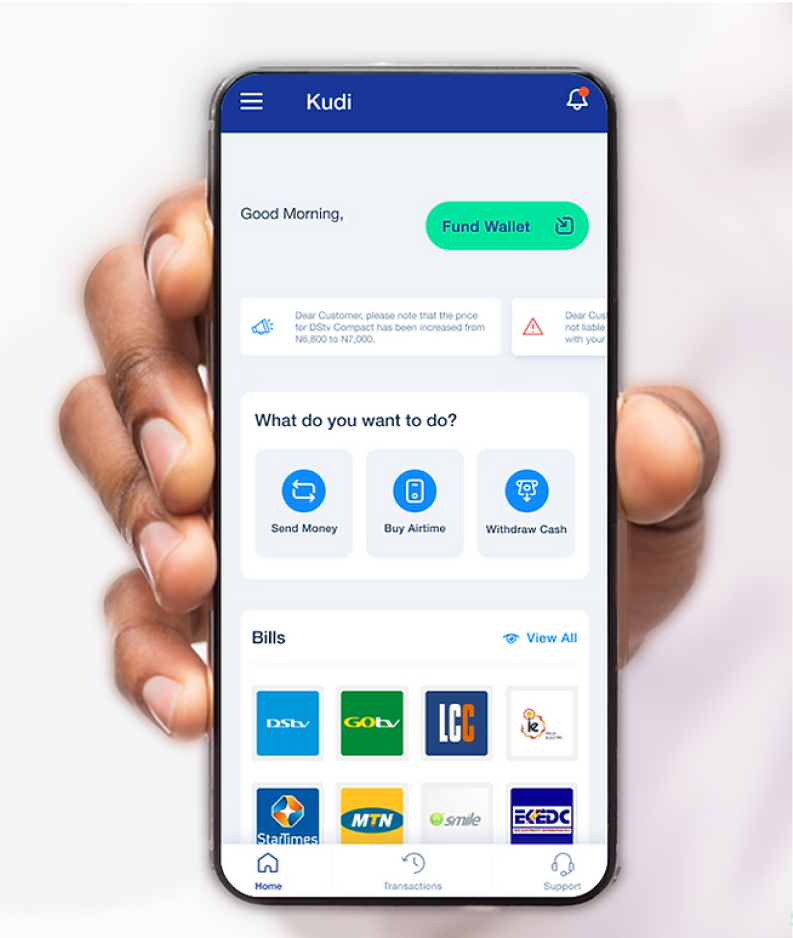 Kudi
Good Morning,
Fund Wallet
Dear Customer, please note that the price
for DStv Compact has been increased from
N6,800 to N7,000.
Dear Cust
not liable
with your
What do you want to do?
Send Money
Buy Airtime
Withdraw Cash
Bills
View All
DStv
GOtv
LCC
ie
IKEJA
ELECTRIC
StarTimes
MTN
smile
EKEDC
Home
Transactions
Support